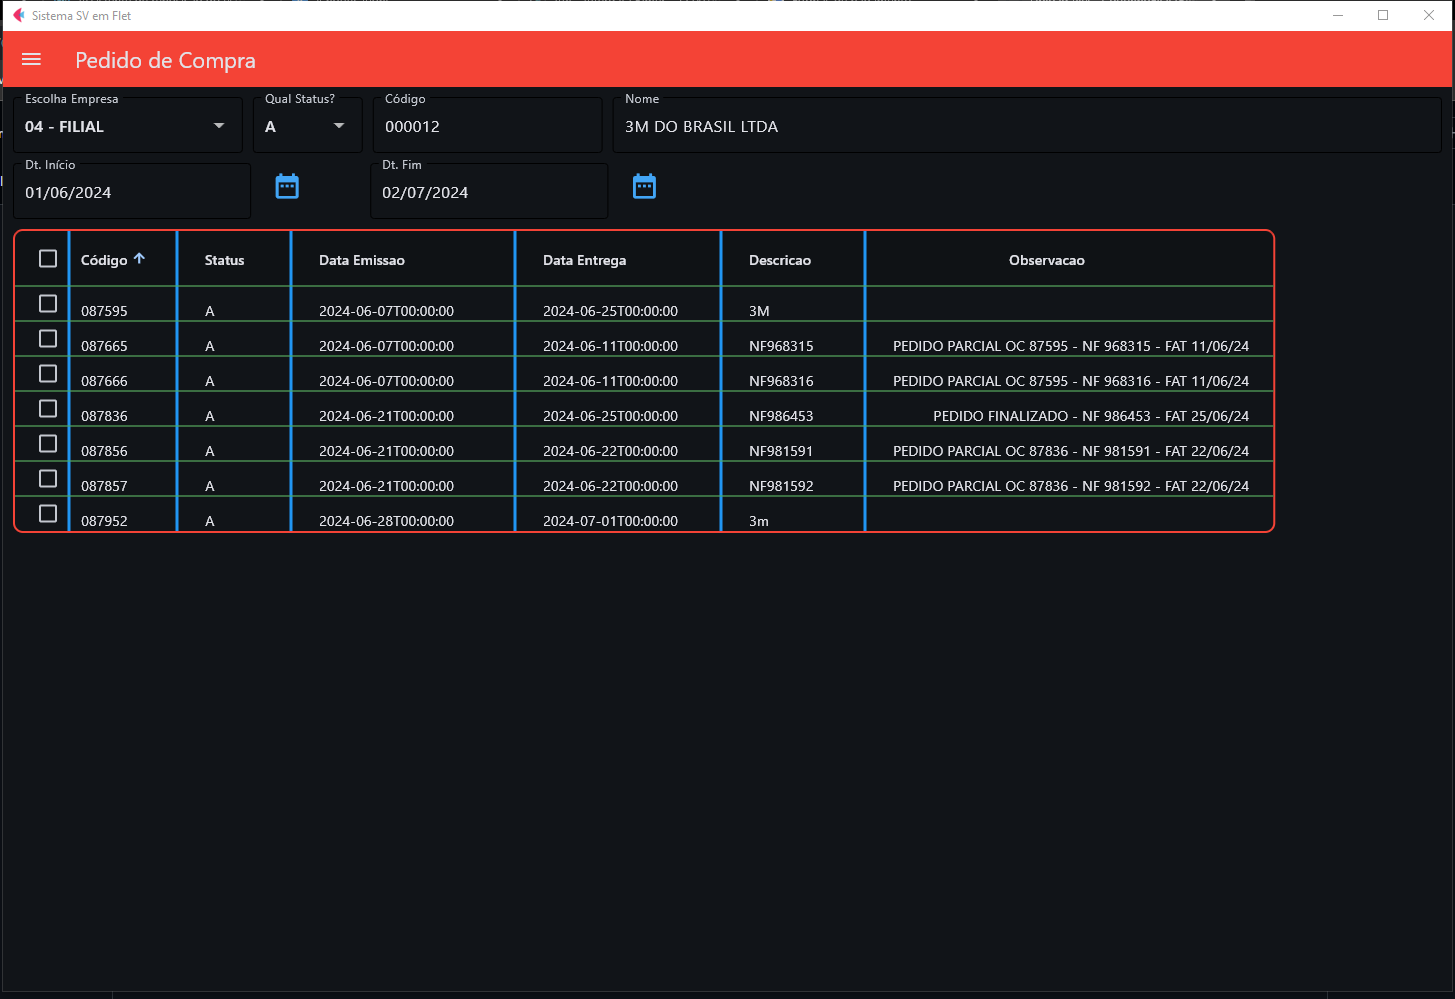 Sistema SV em Flet
Pedido de Compra
Escolha Empresa Qual Status? Código Nome
04 - FILIAL A 000012 3M DO BRASIL LTDA
Dt. Início Dt. Fim
01/06/2024 02/07/2024
Código Status Data Emissao Data Entrega Descricao Observacao
087595 A 2024-06-07T00:00:00 2024-06-25T00:00:00 3M
087665 A 2024-06-07T00:00:00 2024-06-11T00:00:00 NF968315 PEDIDO PARCIAL OC 87595 - NF 968315 - FAT 11/06/24
087666 A 2024-06-07T00:00:00 2024-06-11T00:00:00 NF968316 PEDIDO PARCIAL OC 87595 - NF 968316 - FAT 11/06/24
087836 A 2024-06-21T00:00:00 2024-06-25T00:00:00 NF986453 PEDIDO FINALIZADO - NF 986453 - FAT 25/06/24
087856 A 2024-06-21T00:00:00 2024-06-22T00:00:00 NF981591 PEDIDO PARCIAL OC 87836 - NF 981591 - FAT 22/06/24
087857 A 2024-06-21T00:00:00 2024-06-22T00:00:00 NF981592 PEDIDO PARCIAL OC 87836 - NF 981592 - FAT 22/06/24
087952 A 2024-06-28T00:00:00 2024-07-01T00:00:00 3m